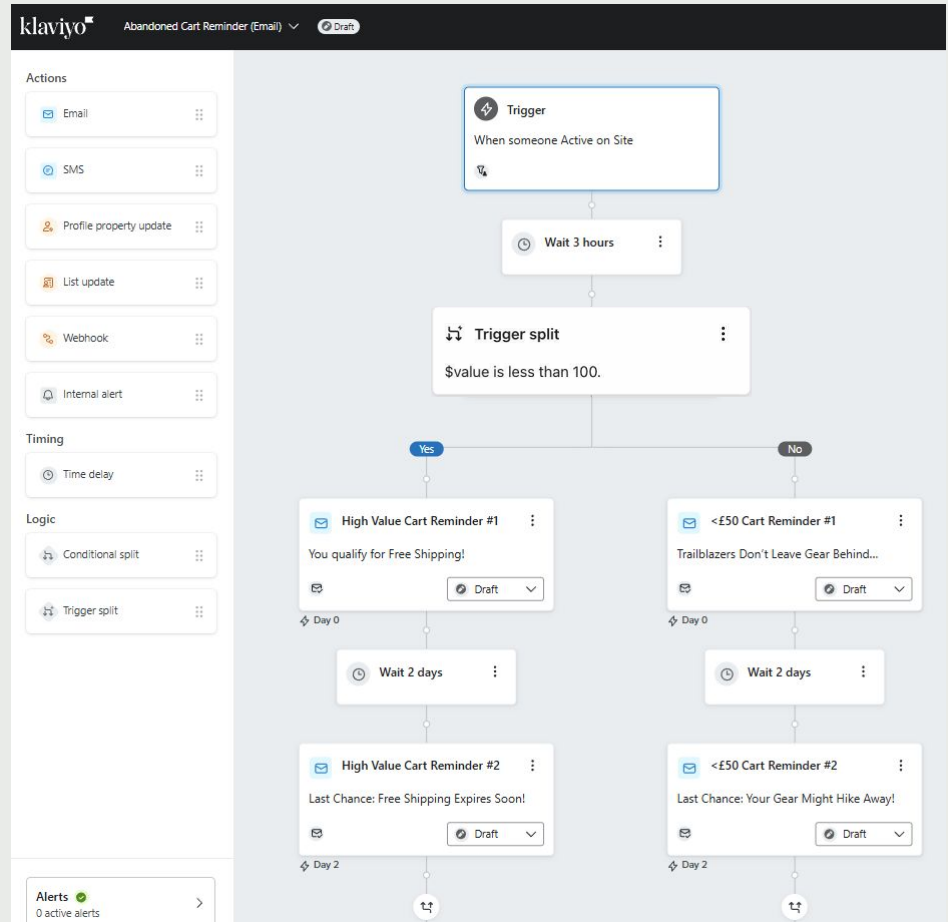 klaviyo
Abandoned Cart Reminder (Email)
Draft
Actions
Email
SMS
Profile property update
List update
Webhook
Internal alert
Timing
Time delay
Logic
Conditional split
Trigger split
Alerts
0 active alerts
Trigger
When someone Active on Site
Wait 3 hours
Trigger split
$value is less than 100.
Yes
No
High Value Cart Reminder #1
You qualify for Free Shipping!
Draft
Day 0
Wait 2 days
High Value Cart Reminder #2
Last Chance: Free Shipping Expires Soon!
Draft
Day 2
<£50 Cart Reminder #1
Trailblazers Don't Leave Gear Behind...
Draft
Day 0
Wait 2 days
<£50 Cart Reminder #2
Last Chance: Your Gear Might Hike Away!
Draft
Day 2